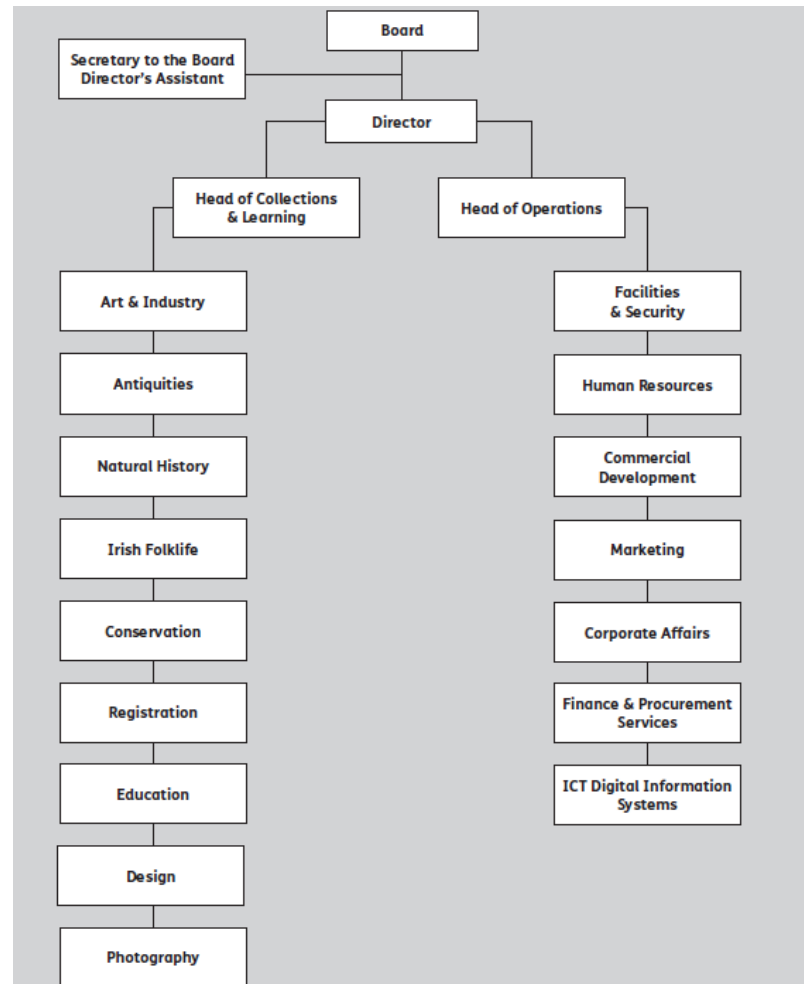 Board
Secretary to the Board
Director's Assistant
Director
Head of Collections
& Learning
Head of Operations
Art & Industry
Facilities
& Security
Antiquities
Human Resources
Natural History
Commercial
Development
Irish Folklife
Marketing
Conservation
Corporate Affairs
Registration
Finance & Procurement
Services
Education
ICT Digital Information
Systems
Design
Photography